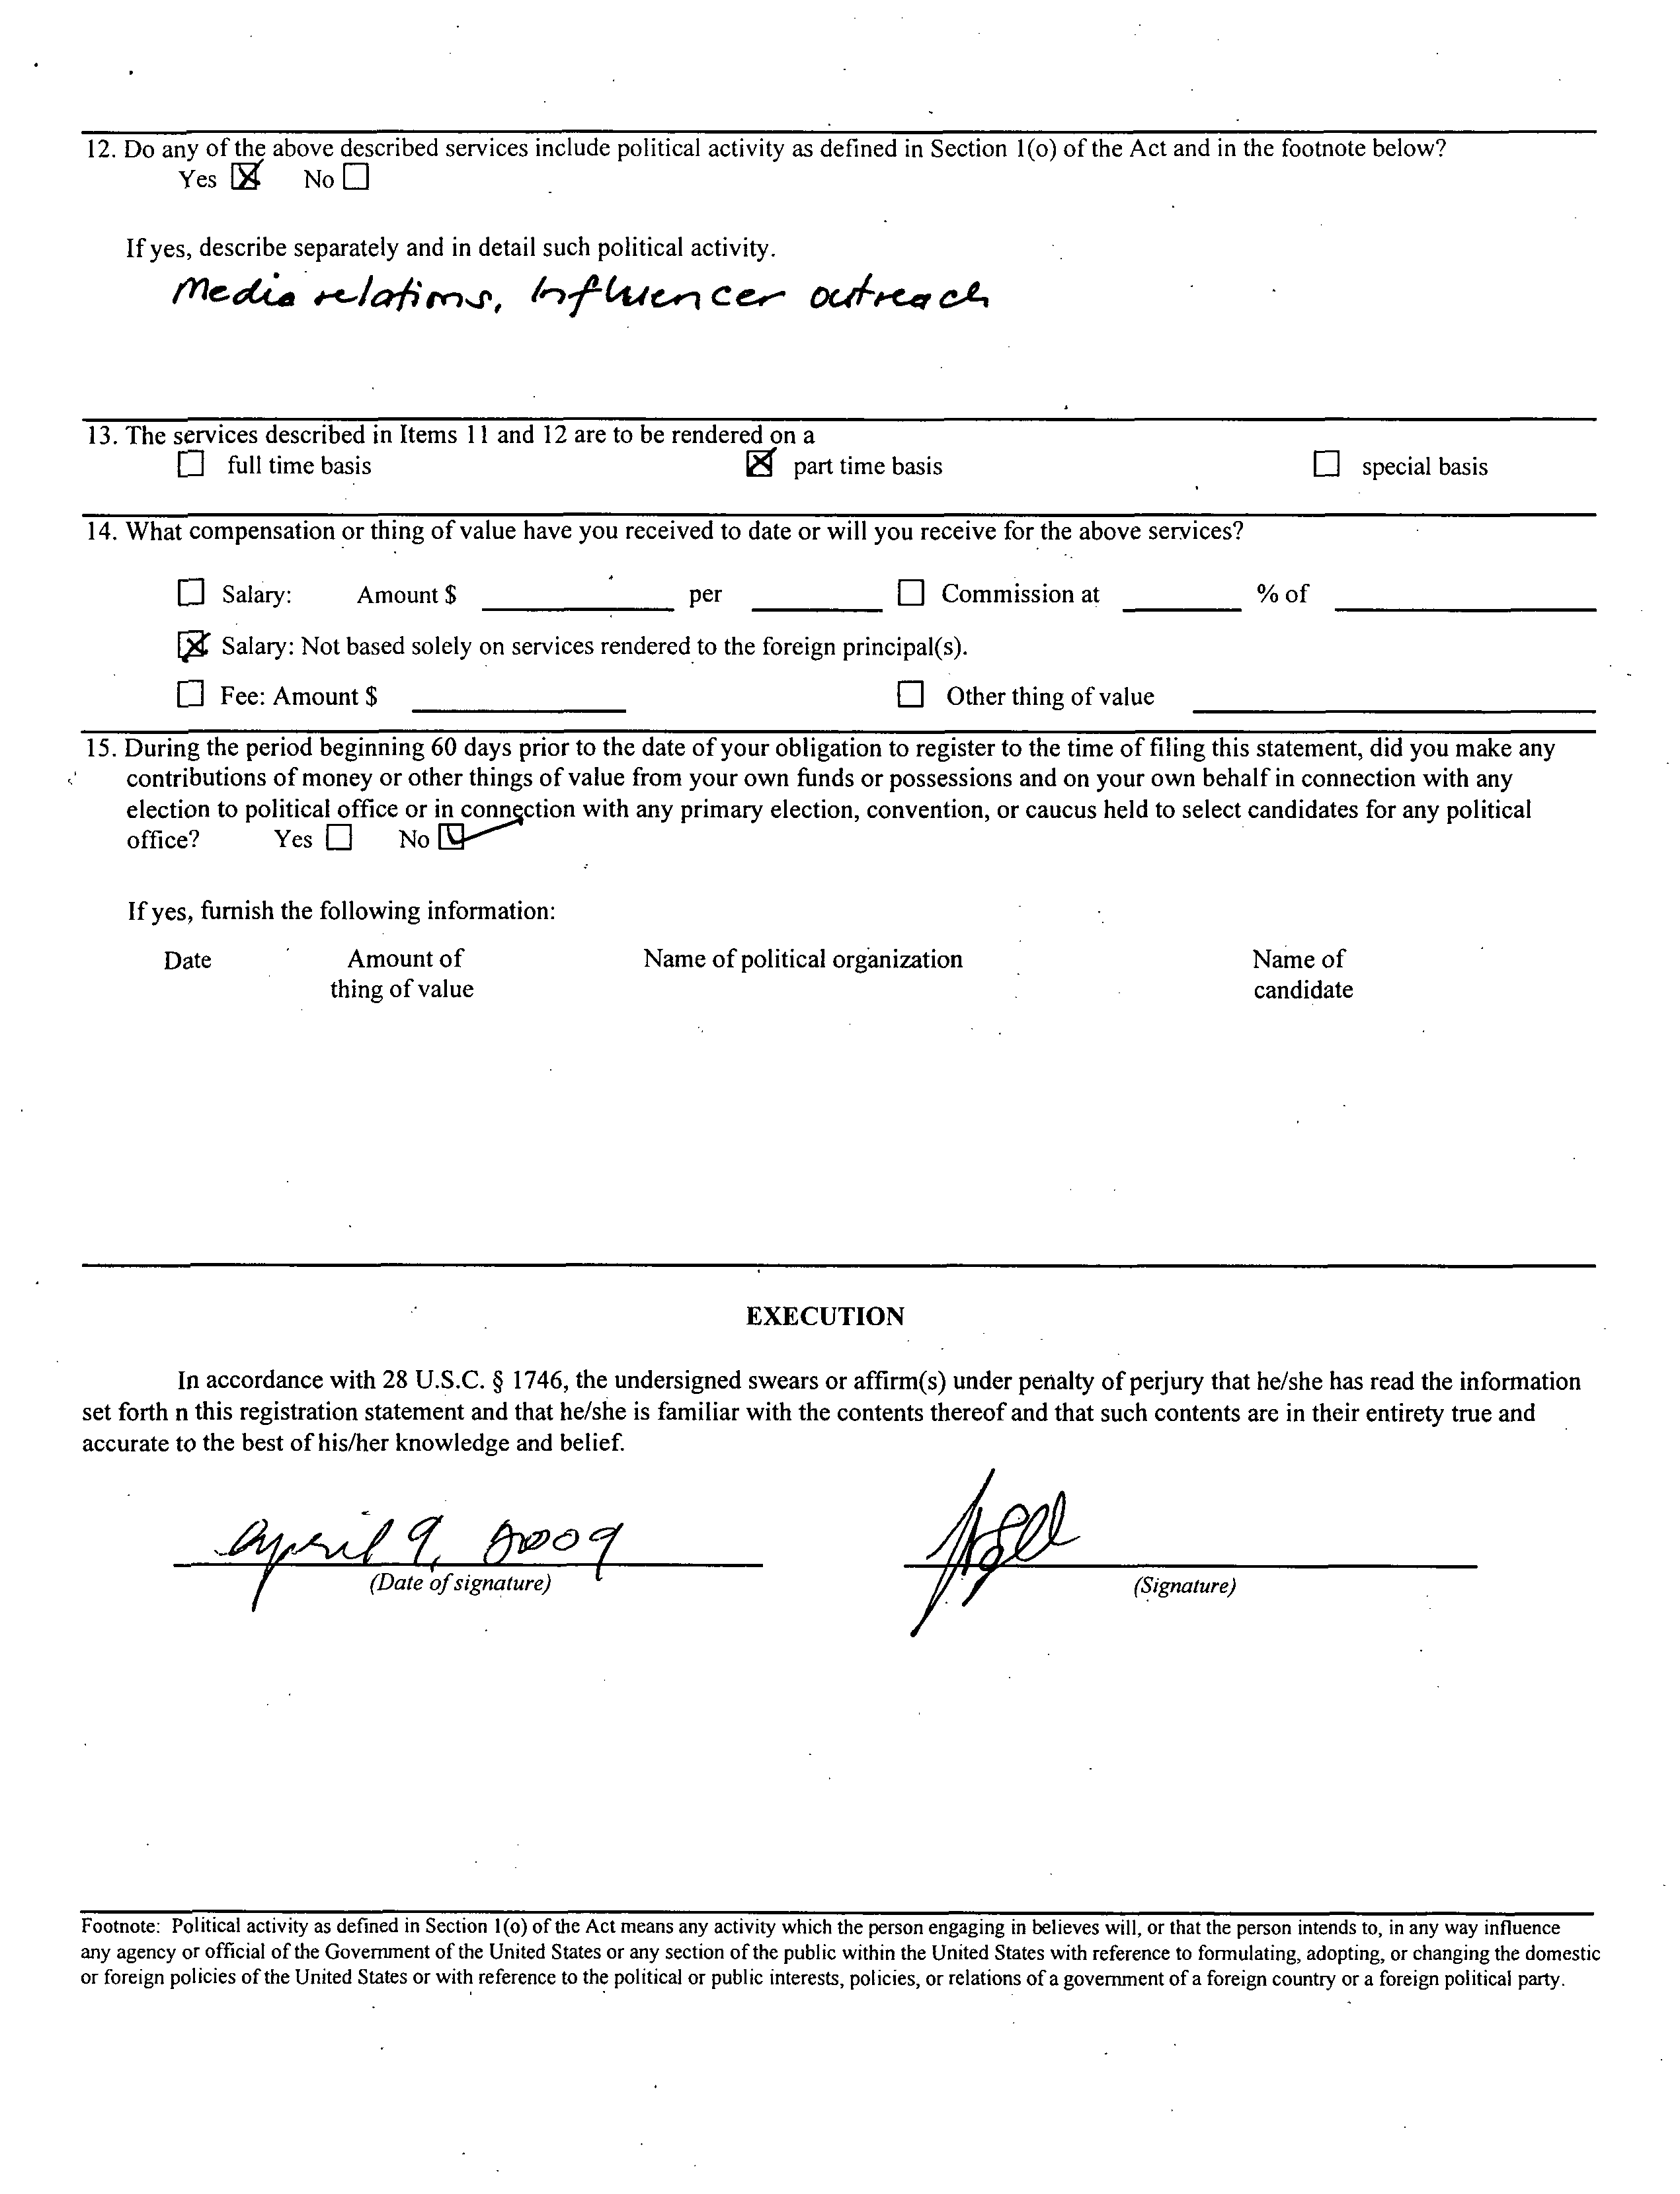 12. Do any of the above described services include political activity as defined in Section 1(o) of the Act and in the footnote below?
Yes ☒ No ☐
If yes, describe separately and in detail such political activity.
Media relations, Influencer outreach
13. The services described in Items 11 and 12 are to be rendered on a
☐ full time basis ☒ part time basis ☐ special basis
14. What compensation or thing of value have you received to date or will you receive for the above services?
☐ Salary: Amount $ ____ per ____ ☐ Commission at ____ % of ____
☒ Salary: Not based solely on services rendered to the foreign principal(s).
☐ Fee: Amount $ ____ ☐ Other thing of value ____
15. During the period beginning 60 days prior to the date of your obligation to register to the time of filing this statement, did you make any
contributions of money or other things of value from your own funds or possessions and on your own behalf in connection with any
election to political office or in connection with any primary election, convention, or caucus held to select candidates for any political
office? Yes ☐ No ☑
If yes, furnish the following information:
Date Amount of Name of political organization Name of
thing of value candidate
EXECUTION
In accordance with 28 U.S.C. § 1746, the undersigned swears or affirm(s) under penalty of perjury that he/she has read the information
set forth n this registration statement and that he/she is familiar with the contents thereof and that such contents are in their entirety true and
accurate to the best of his/her knowledge and belief.
April 9, 2009
(Date of signature) (Signature)
Footnote: Political activity as defined in Section 1(o) of the Act means any activity which the person engaging in believes will, or that the person intends to, in any way influence
any agency or official of the Government of the United States or any section of the public within the United States with reference to formulating, adopting, or changing the domestic
or foreign policies of the United States or with reference to the political or public interests, policies, or relations of a government of a foreign country or a foreign political party.